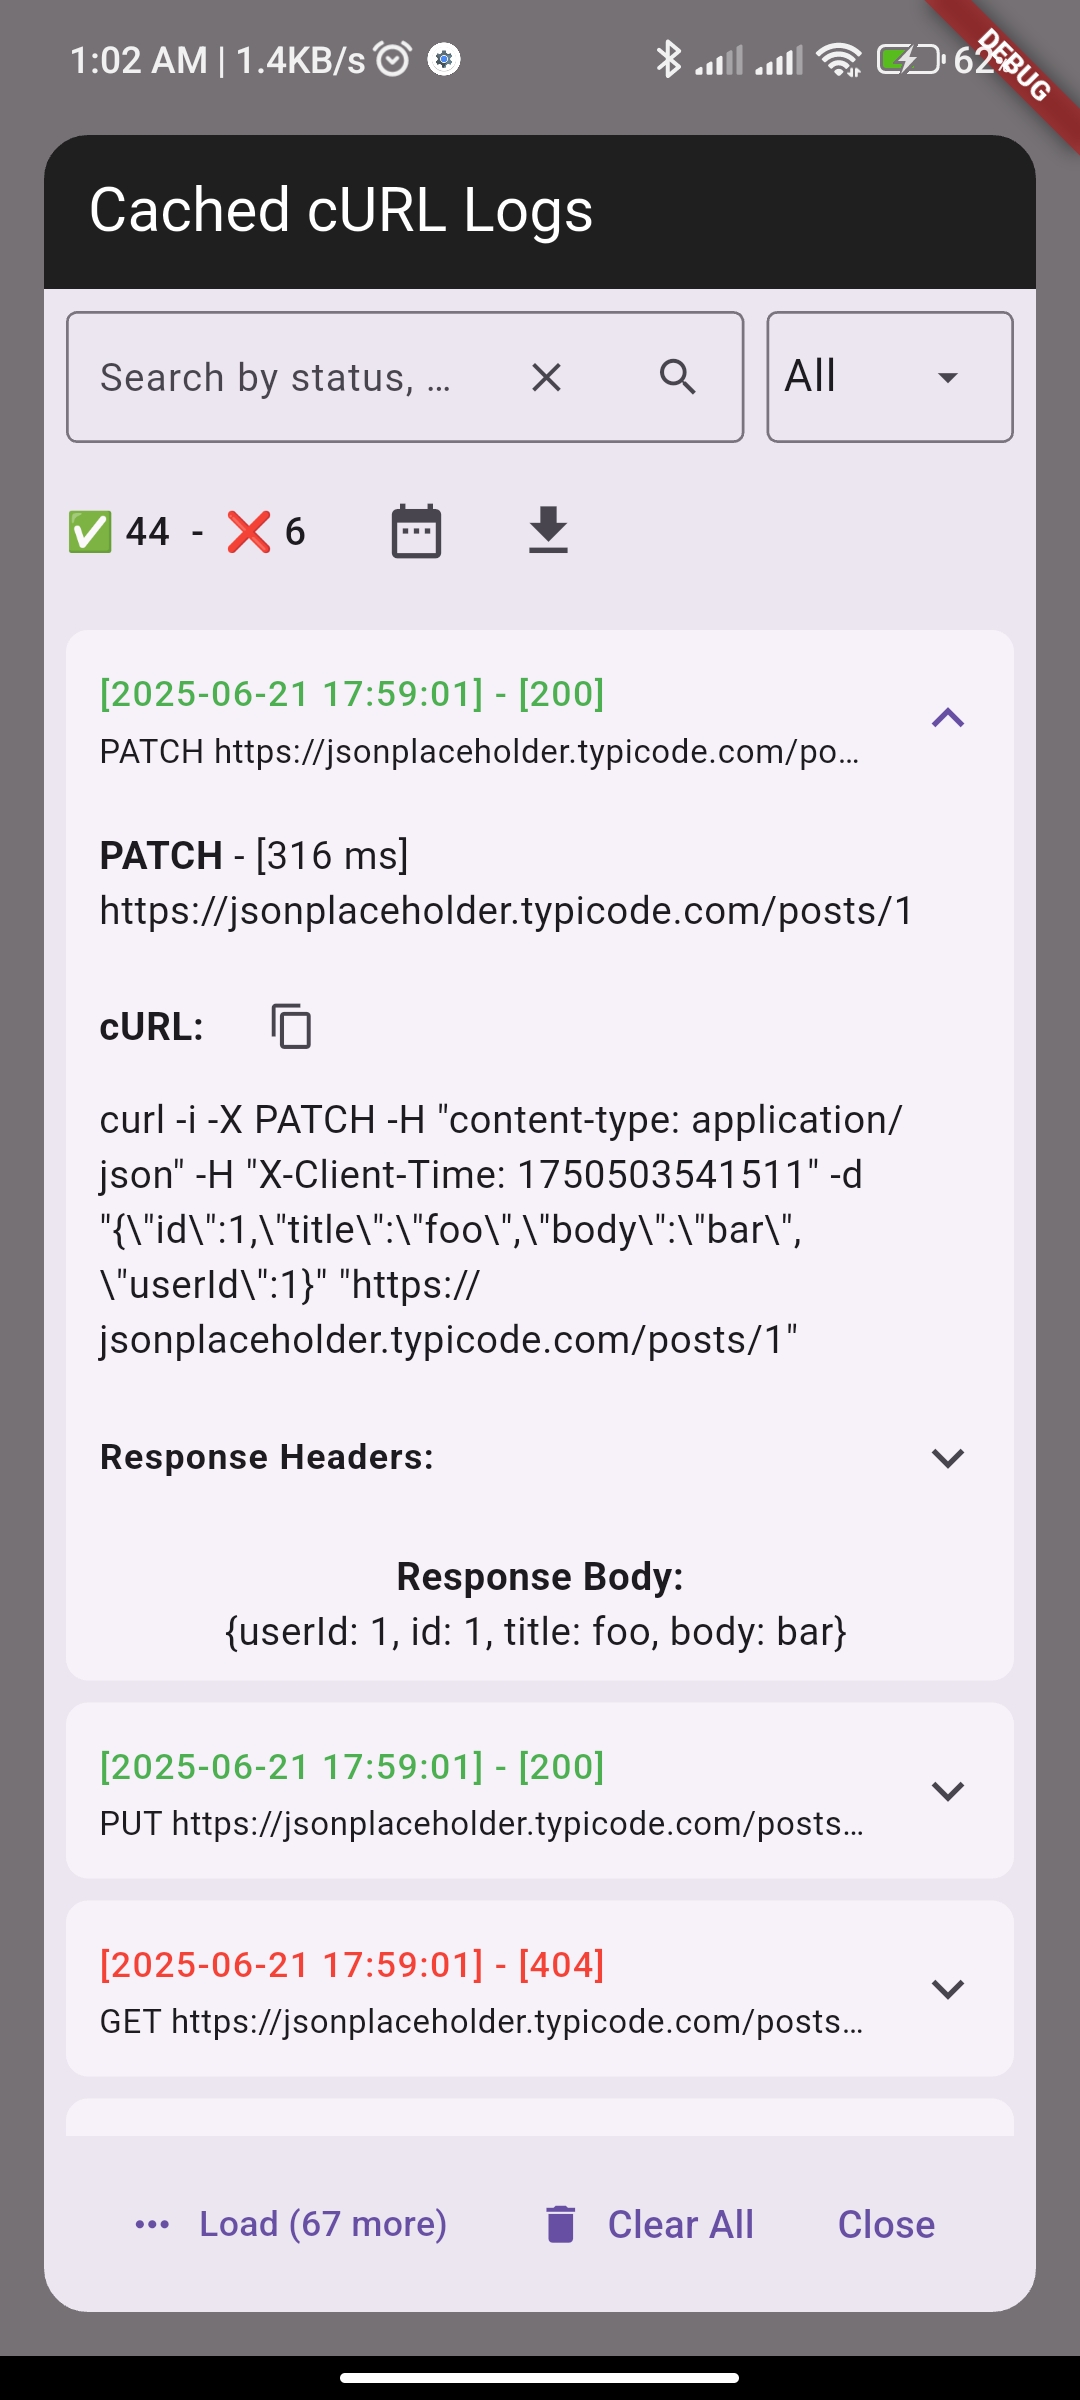 1:02 AM | 1.4KB/s
62%
DEBUG
Cached cURL Logs
Search by status, …
All
✅ 44 - ❌ 6
[2025-06-21 17:59:01] - [200]
PATCH https://jsonplaceholder.typicode.com/po…
PATCH - [316 ms]
https://jsonplaceholder.typicode.com/posts/1
cURL:
curl -i -X PATCH -H "content-type: application/
json" -H "X-Client-Time: 1750503541511" -d
"{\"id\":1,\"title\":\"foo\",\"body\":\"bar\",
\"userId\":1}" "https://
jsonplaceholder.typicode.com/posts/1"
Response Headers:
Response Body:
{userId: 1, id: 1, title: foo, body: bar}
[2025-06-21 17:59:01] - [200]
PUT https://jsonplaceholder.typicode.com/posts…
[2025-06-21 17:59:01] - [404]
GET https://jsonplaceholder.typicode.com/posts…
Load (67 more)
Clear All
Close